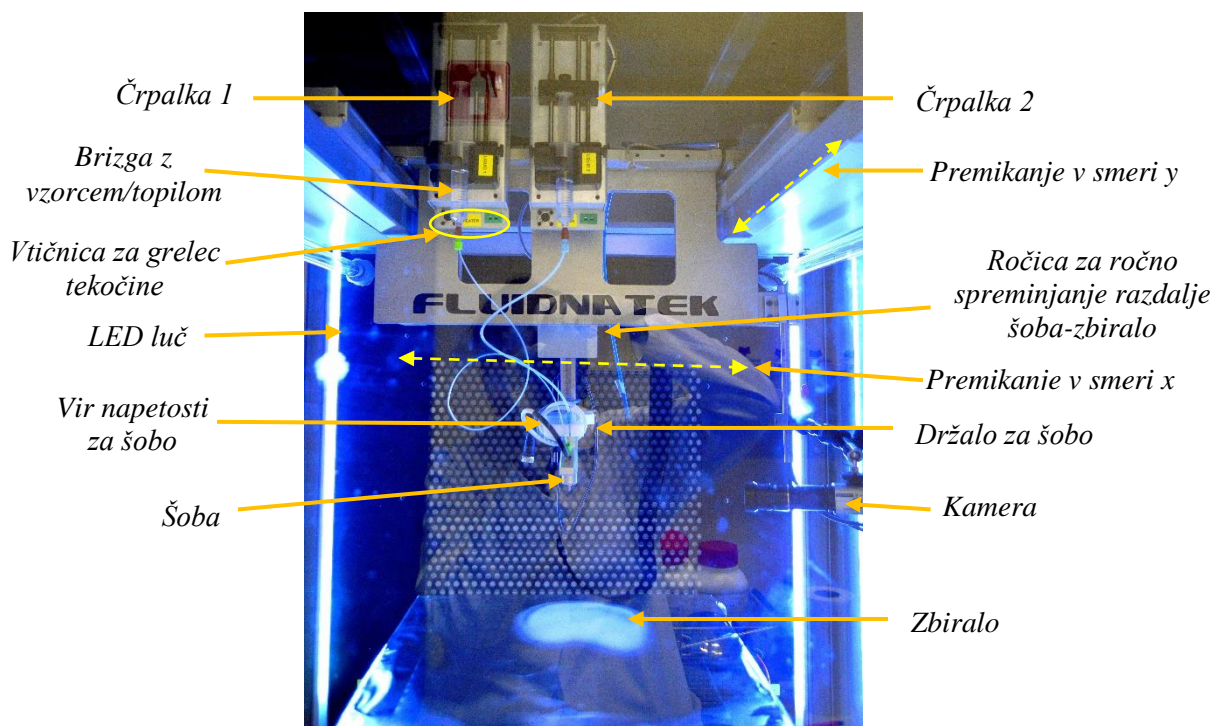 Črpalka 1
Brizga z
vzorcem/topilom
Vtičnica za grelec
tekočine
LED luč
Vir napetosti
za šobo
Šoba
FLUIDNATEK
Črpalka 2
Premikanje v smeri y
Ročica za ročno
spreminjanje razdalje
šoba-zbiralo
Premikanje v smeri x
Držalo za šobo
Kamera
Zbiralo